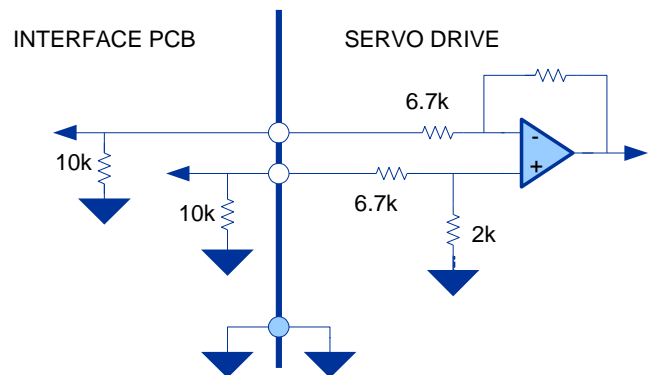 INTERFACE PCB
SERVO DRIVE
6.7k
-
10k
+
10k
6.7k
2k